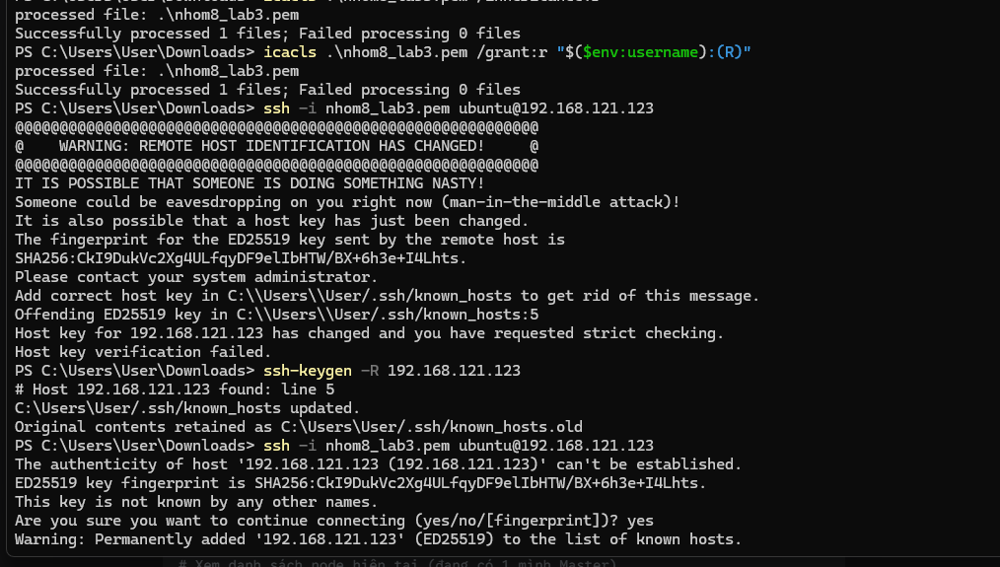 processed file: .\nhom8_lab3.pem
Successfully processed 1 files; Failed processing 0 files
PS C:\Users\User\Downloads> icacls .\nhom8_lab3.pem /grant:r "$($env:username):(R)"
processed file: .\nhom8_lab3.pem
Successfully processed 1 files; Failed processing 0 files
PS C:\Users\User\Downloads> ssh -i nhom8_lab3.pem ubuntu@192.168.121.123
@@@@@@@@@@@@@@@@@@@@@@@@@@@@@@@@@@@@@@@@@@@@@@@@@@@@@@@@@@@
@    WARNING: REMOTE HOST IDENTIFICATION HAS CHANGED!     @
@@@@@@@@@@@@@@@@@@@@@@@@@@@@@@@@@@@@@@@@@@@@@@@@@@@@@@@@@@@
IT IS POSSIBLE THAT SOMEONE IS DOING SOMETHING NASTY!
Someone could be eavesdropping on you right now (man-in-the-middle attack)!
It is also possible that a host key has just been changed.
The fingerprint for the ED25519 key sent by the remote host is
SHA256:CkI9DukVc2Xg4ULfqyDF9elIbHTW/BX+6h3e+I4Lhts.
Please contact your system administrator.
Add correct host key in C:\\Users\\User/.ssh/known_hosts to get rid of this message.
Offending ED25519 key in C:\\Users\\User/.ssh/known_hosts:5
Host key for 192.168.121.123 has changed and you have requested strict checking.
Host key verification failed.
PS C:\Users\User\Downloads> ssh-keygen -R 192.168.121.123
# Host 192.168.121.123 found: line 5
C:\Users\User/.ssh/known_hosts updated.
Original contents retained as C:\Users\User/.ssh/known_hosts.old
PS C:\Users\User\Downloads> ssh -i nhom8_lab3.pem ubuntu@192.168.121.123
The authenticity of host '192.168.121.123 (192.168.121.123)' can't be established.
ED25519 key fingerprint is SHA256:CkI9DukVc2Xg4ULfqyDF9elIbHTW/BX+6h3e+I4Lhts.
This key is not known by any other names.
Are you sure you want to continue connecting (yes/no/[fingerprint])? yes
Warning: Permanently added '192.168.121.123' (ED25519) to the list of known hosts.
# Xem danh sách node hiện tại (đang có 1 mình Master)